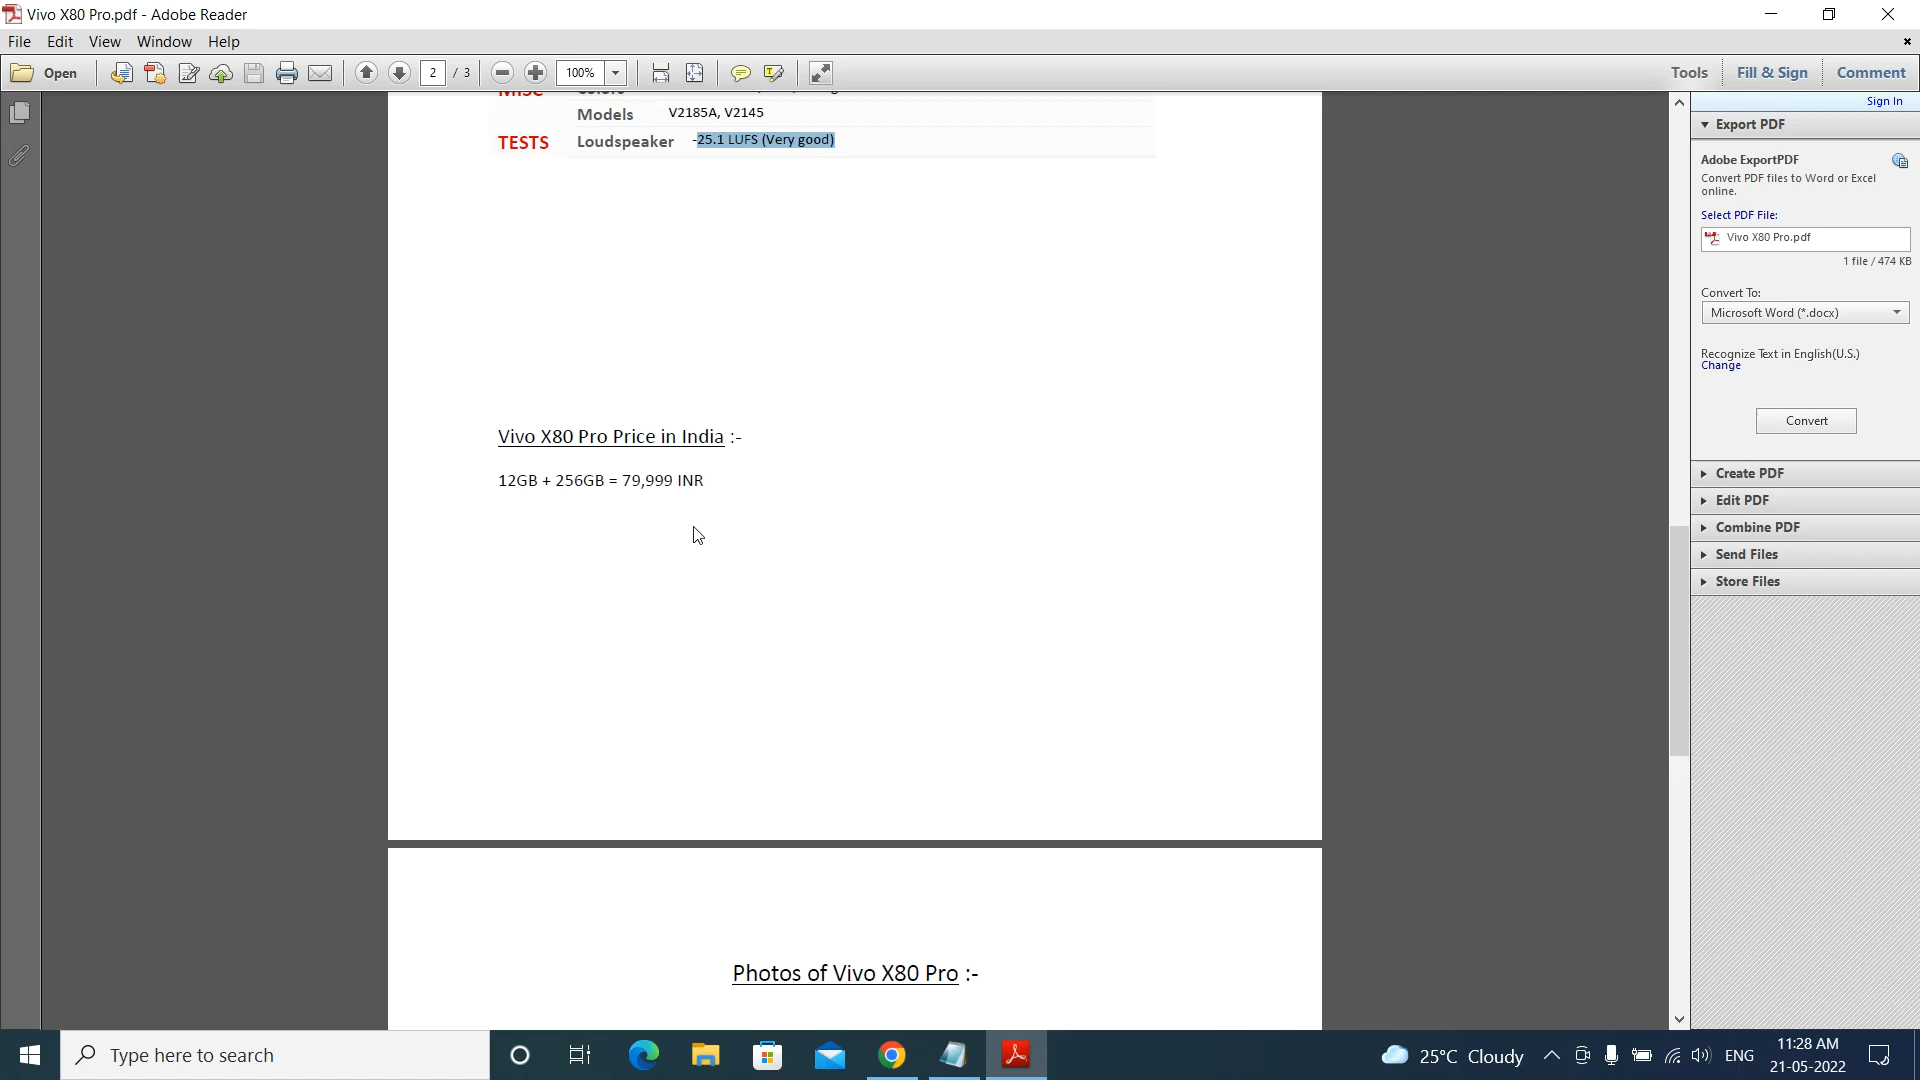 Vivo X80 Pro.pdf - Adobe Reader
File Edit View Window Help
Open 2 / 3 100% Tools Fill & Sign Comment
Sign In
Export PDF
Adobe ExportPDF
Convert PDF files to Word or Excel
online.
Select PDF File:
Vivo X80 Pro.pdf
1 file / 474 KB
Convert To:
Microsoft Word (*.docx)
Recognize Text in English(U.S.)
Change
Convert
Create PDF
Edit PDF
Combine PDF
Send Files
Store Files
MISC Colors
Models V2185A, V2145
TESTS Loudspeaker -25.1 LUFS (Very good)
Vivo X80 Pro Price in India :-
12GB + 256GB = 79,999 INR
Photos of Vivo X80 Pro :-
Type here to search 25°C Cloudy ENG 11:28 AM
21-05-2022